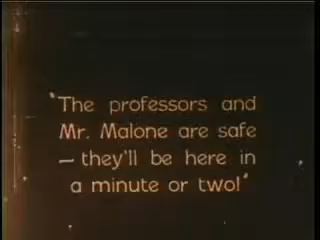 "The professors and
Mr. Malone are safe
— they'll be here in
a minute or two!"